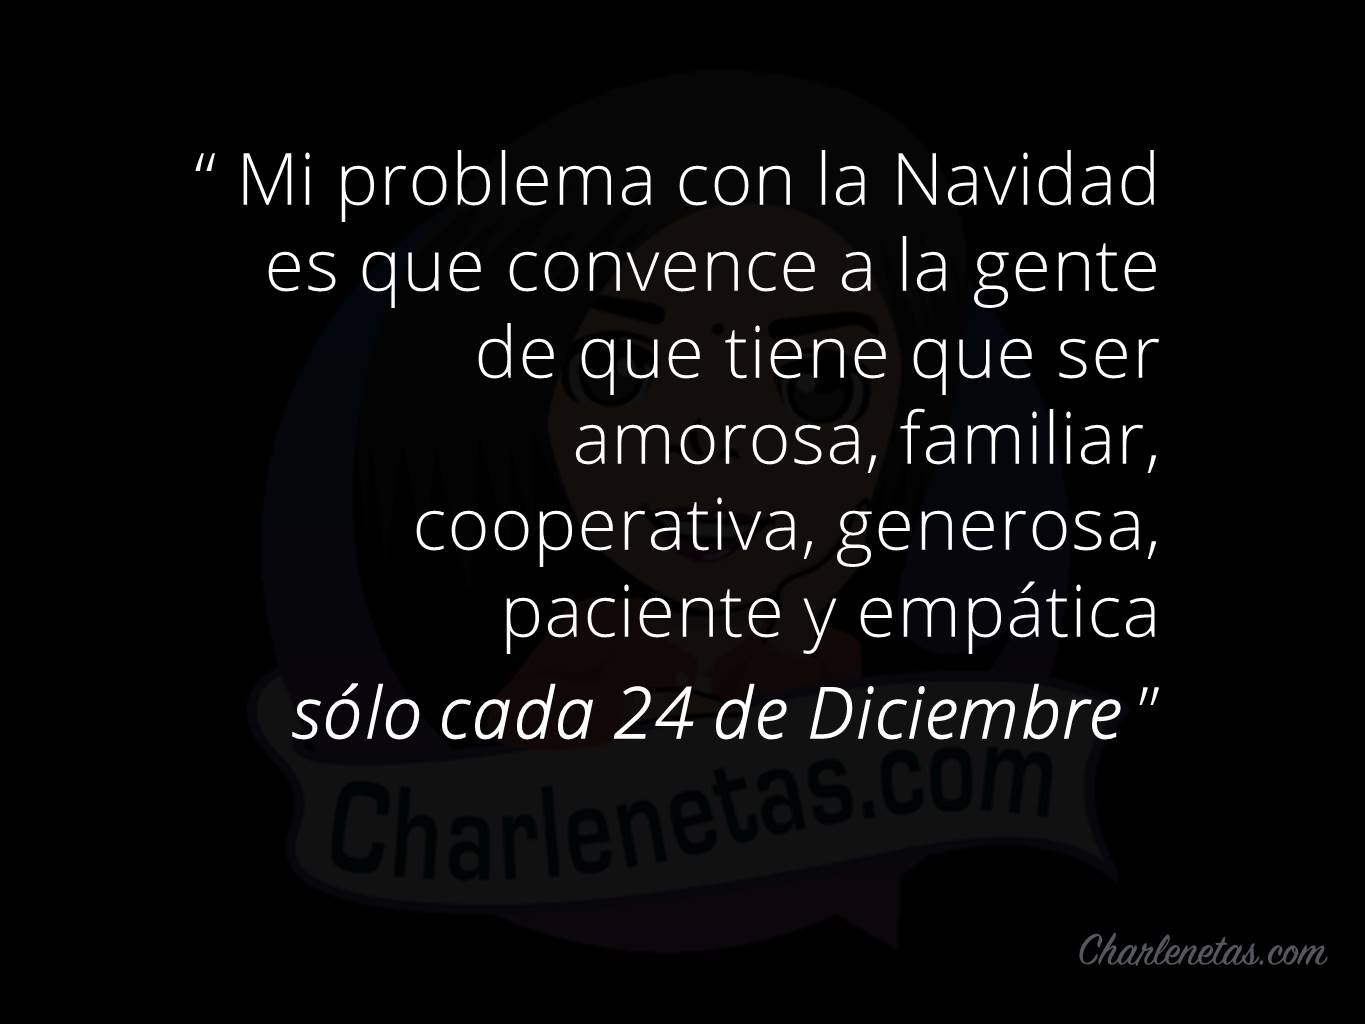 “ Mi problema con la Navidad
es que convence a la gente
de que tiene que ser
amorosa, familiar,
cooperativa, generosa,
paciente y empática
sólo cada 24 de Diciembre ”
Charlenetas.com
Charlenetas.com